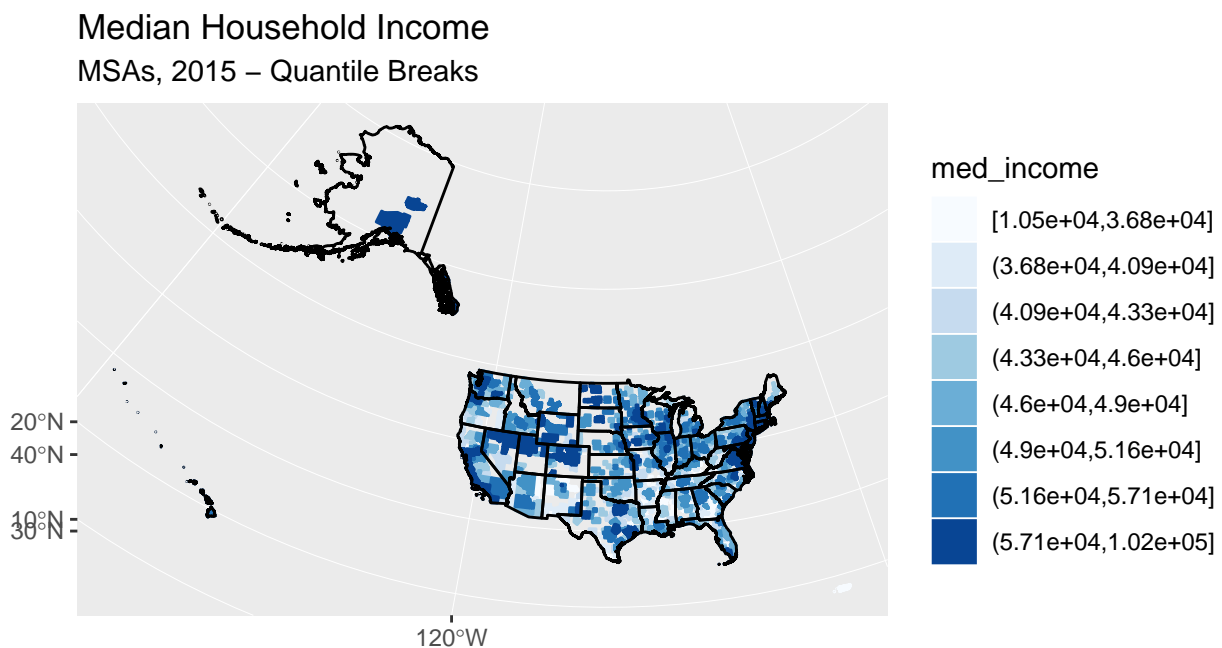 Median Household Income
MSAs, 2015 – Quantile Breaks
med_income
[1.05e+04,3.68e+04]
(3.68e+04,4.09e+04]
(4.09e+04,4.33e+04]
(4.33e+04,4.6e+04]
(4.6e+04,4.9e+04]
(4.9e+04,5.16e+04]
(5.16e+04,5.71e+04]
(5.71e+04,1.02e+05]
20°N
40°N
10°N
30°N
120°W